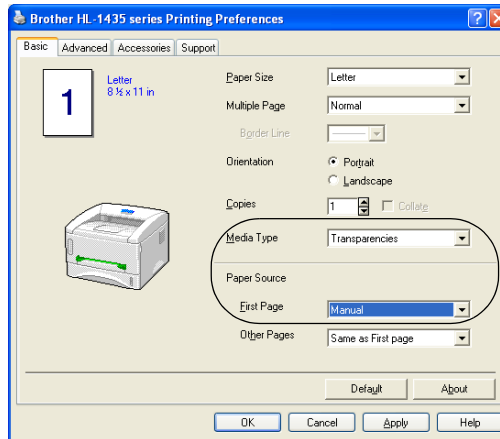 Brother HL-1435 series Printing Preferences
Basic Advanced Accessories Support
1
Letter
8 ½ x 11 in
Paper Size Letter
Multiple Page Normal
Border Line
Orientation Portrait
Landscape
Copies 1 Collate
Media Type Transparencies
Paper Source
First Page Manual
Other Pages Same as First page
Default About
OK Cancel Apply Help